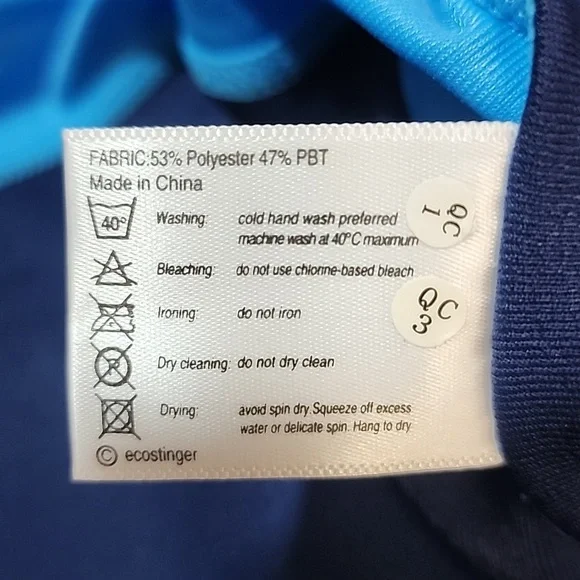 FABRIC:53% Polyester 47% PBT
Made in China
40° Washing: cold hand wash preferred
machine wash at 40°C maximum
Bleaching: do not use chlorine-based bleach
Ironing: do not iron
Dry cleaning: do not dry clean
Drying: avoid spin dry. Squeeze off excess
water or delicate spin. Hang to dry
© ecostinger
QC
1
QC
3